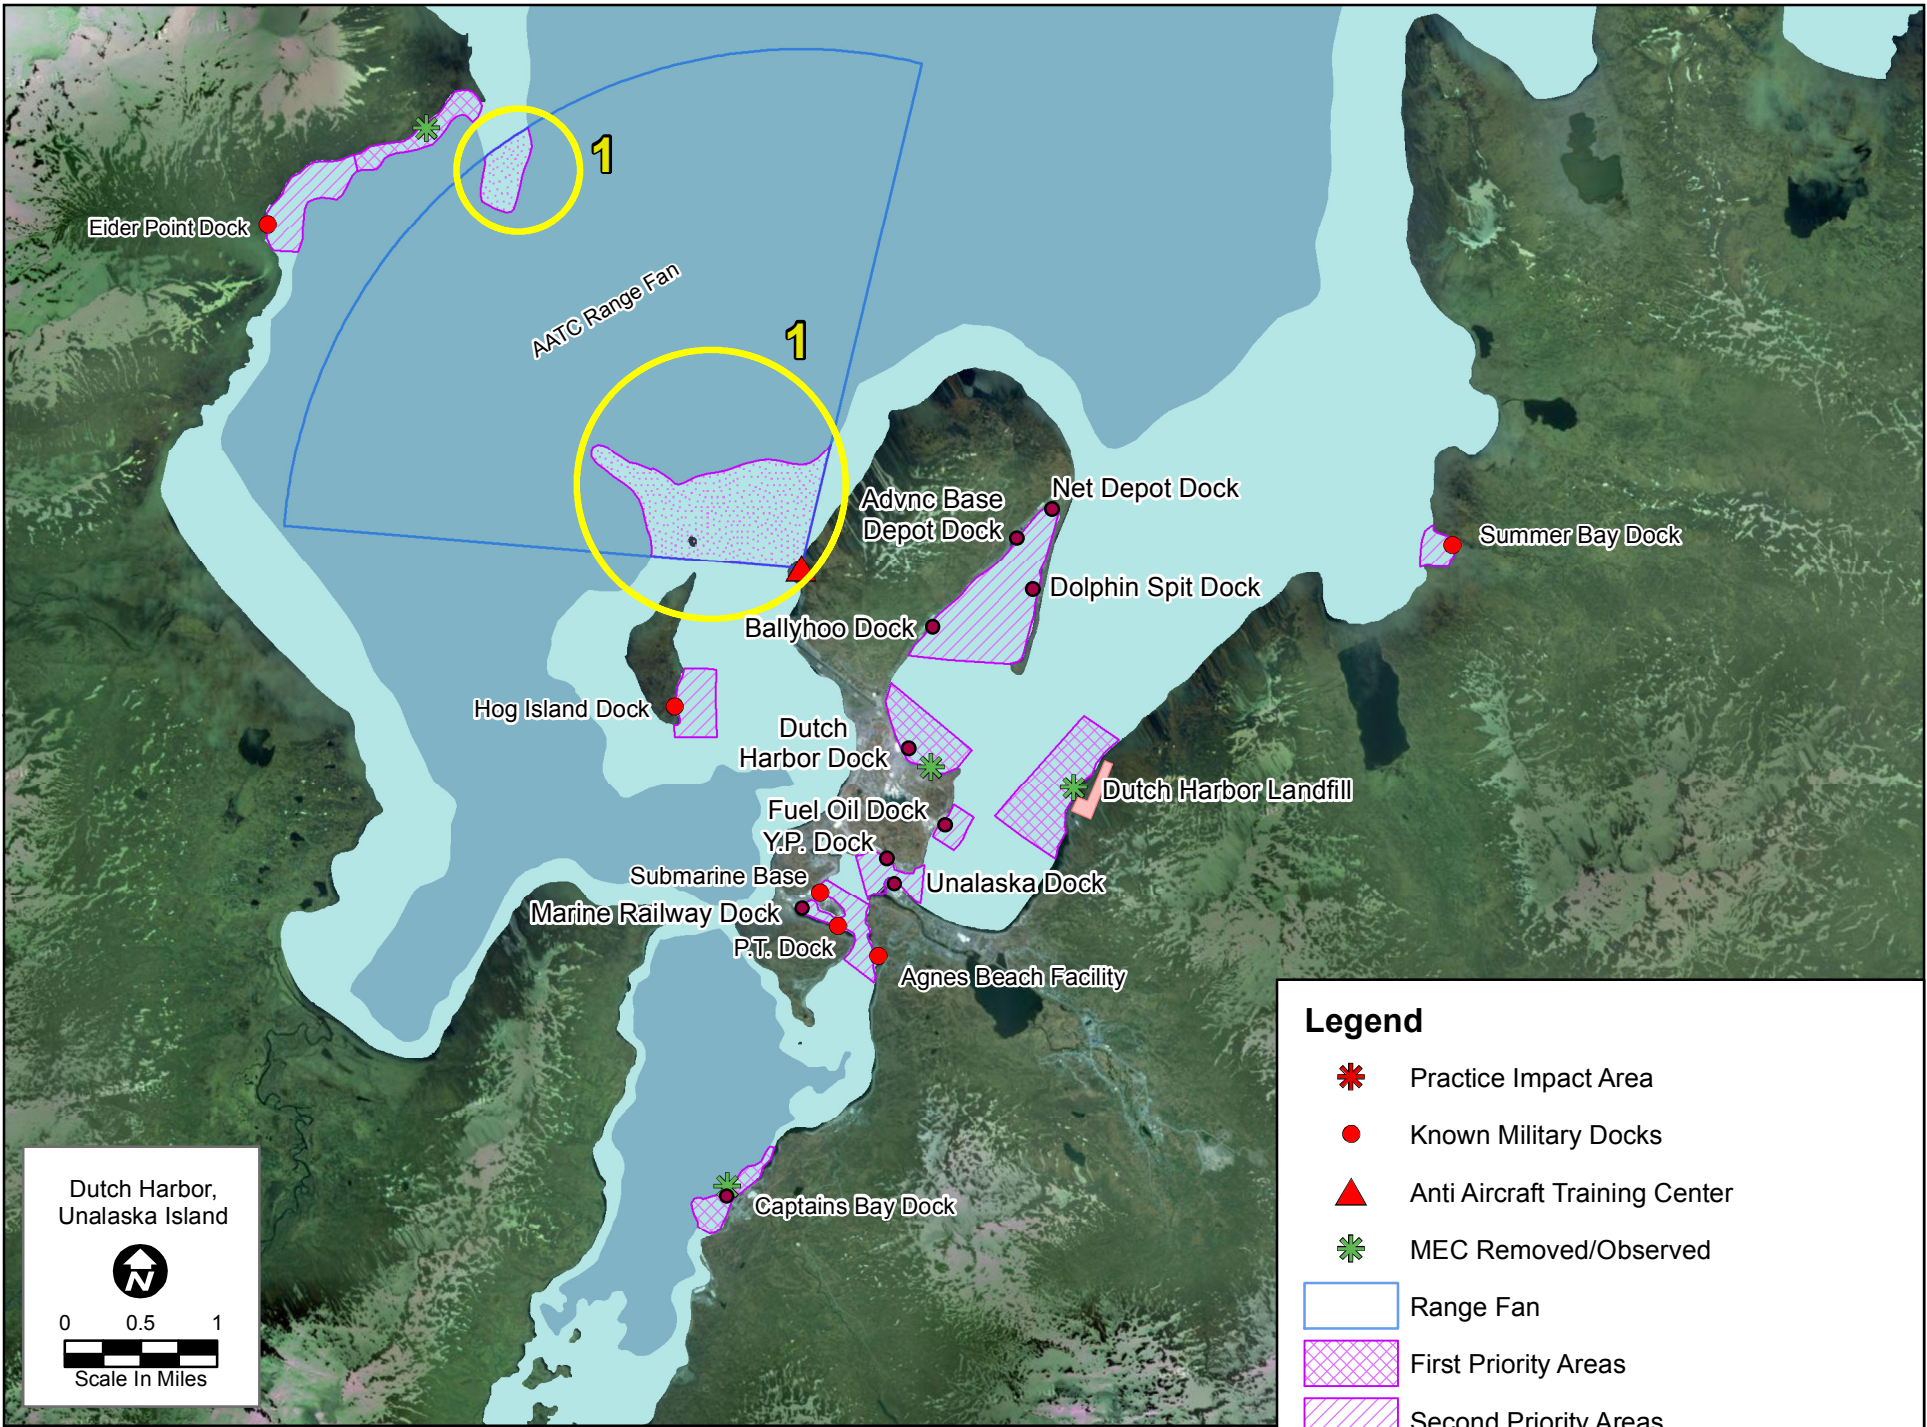 1
Eider Point Dock
AATC Range Fan
1
Net Depot Dock
Advnc Base
Depot Dock
Summer Bay Dock
Dolphin Spit Dock
Ballyhoo Dock
Hog Island Dock
Dutch
Harbor Dock
Dutch Harbor Landfill
Fuel Oil Dock
Y.P. Dock
Submarine Base
Unalaska Dock
Marine Railway Dock
P.T. Dock
Agnes Beach Facility
Captains Bay Dock
Dutch Harbor,
Unalaska Island
N
0 0.5 1
Scale In Miles
Legend
Practice Impact Area
Known Military Docks
Anti Aircraft Training Center
MEC Removed/Observed
Range Fan
First Priority Areas
Second Priority Areas